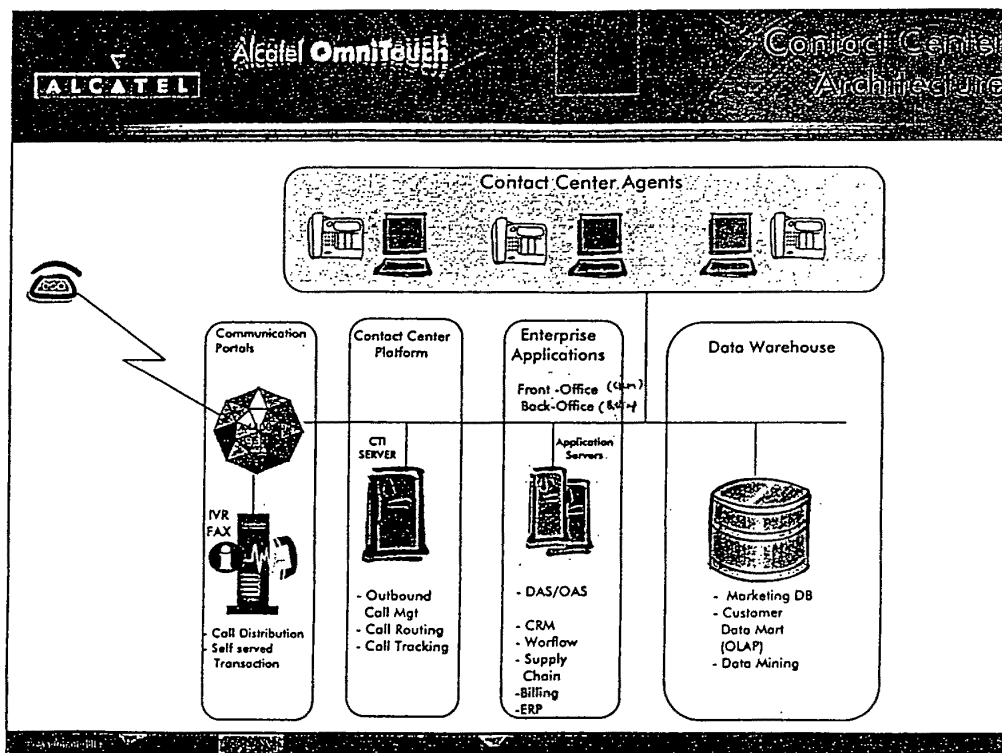 ALCATEL
Alcatel OmniTouch
Contact Center
Architecture
Contact Center Agents
Communication
Portals
IVR
FAX
- Call Distribution
- Self served
Transaction
Contact Center
Platform
CTI
SERVER
- Outbound
Call Mgt
- Call Routing
- Call Tracking
Enterprise
Applications
Front -Office
Back-Office
Application
Servers
- DAS/OAS
- CRM
- Worflow
- Supply
Chain
-Billing
-ERP
Data Warehouse
- Marketing DB
- Customer
Data Mart
(OLAP)
- Data Mining